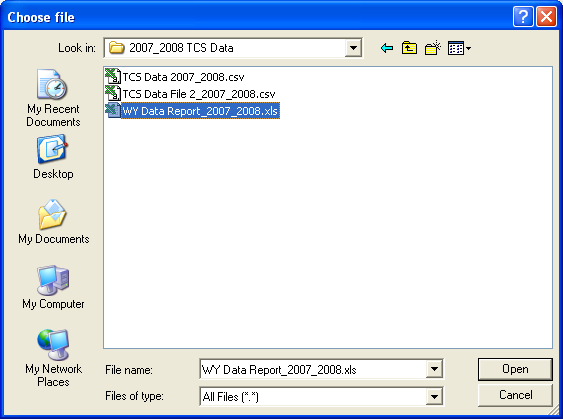 Choose file
Look in: 2007_2008 TCS Data
TCS Data 2007_2008.csv
TCS Data File 2_2007_2008.csv
WY Data Report_2007_2008.xls
My Recent
Documents
Desktop
My Documents
My Computer
My Network
Places
File name: WY Data Report_2007_2008.xls Open
Files of type: All Files (*.*) Cancel